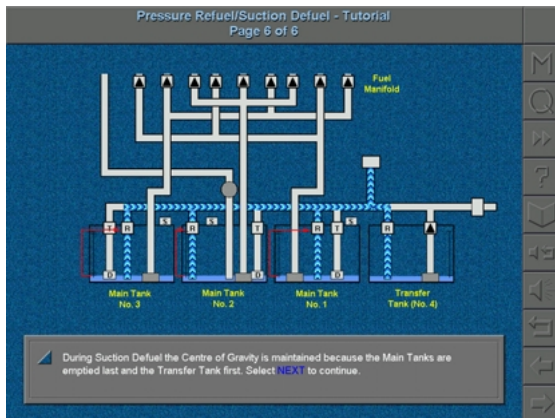 Pressure Refuel/Suction Defuel - Tutorial
Page 6 of 6
Fuel
Manifold
S
S
S
T
R
R
T
R
T
R
D
D
D
Main Tank
No. 3
Main Tank
No. 2
Main Tank
No. 1
Transfer
Tank (No. 4)
During Suction Defuel the Centre of Gravity is maintained because the Main Tanks are
emptied last and the Transfer Tank first. Select NEXT to continue.
M
Q
?